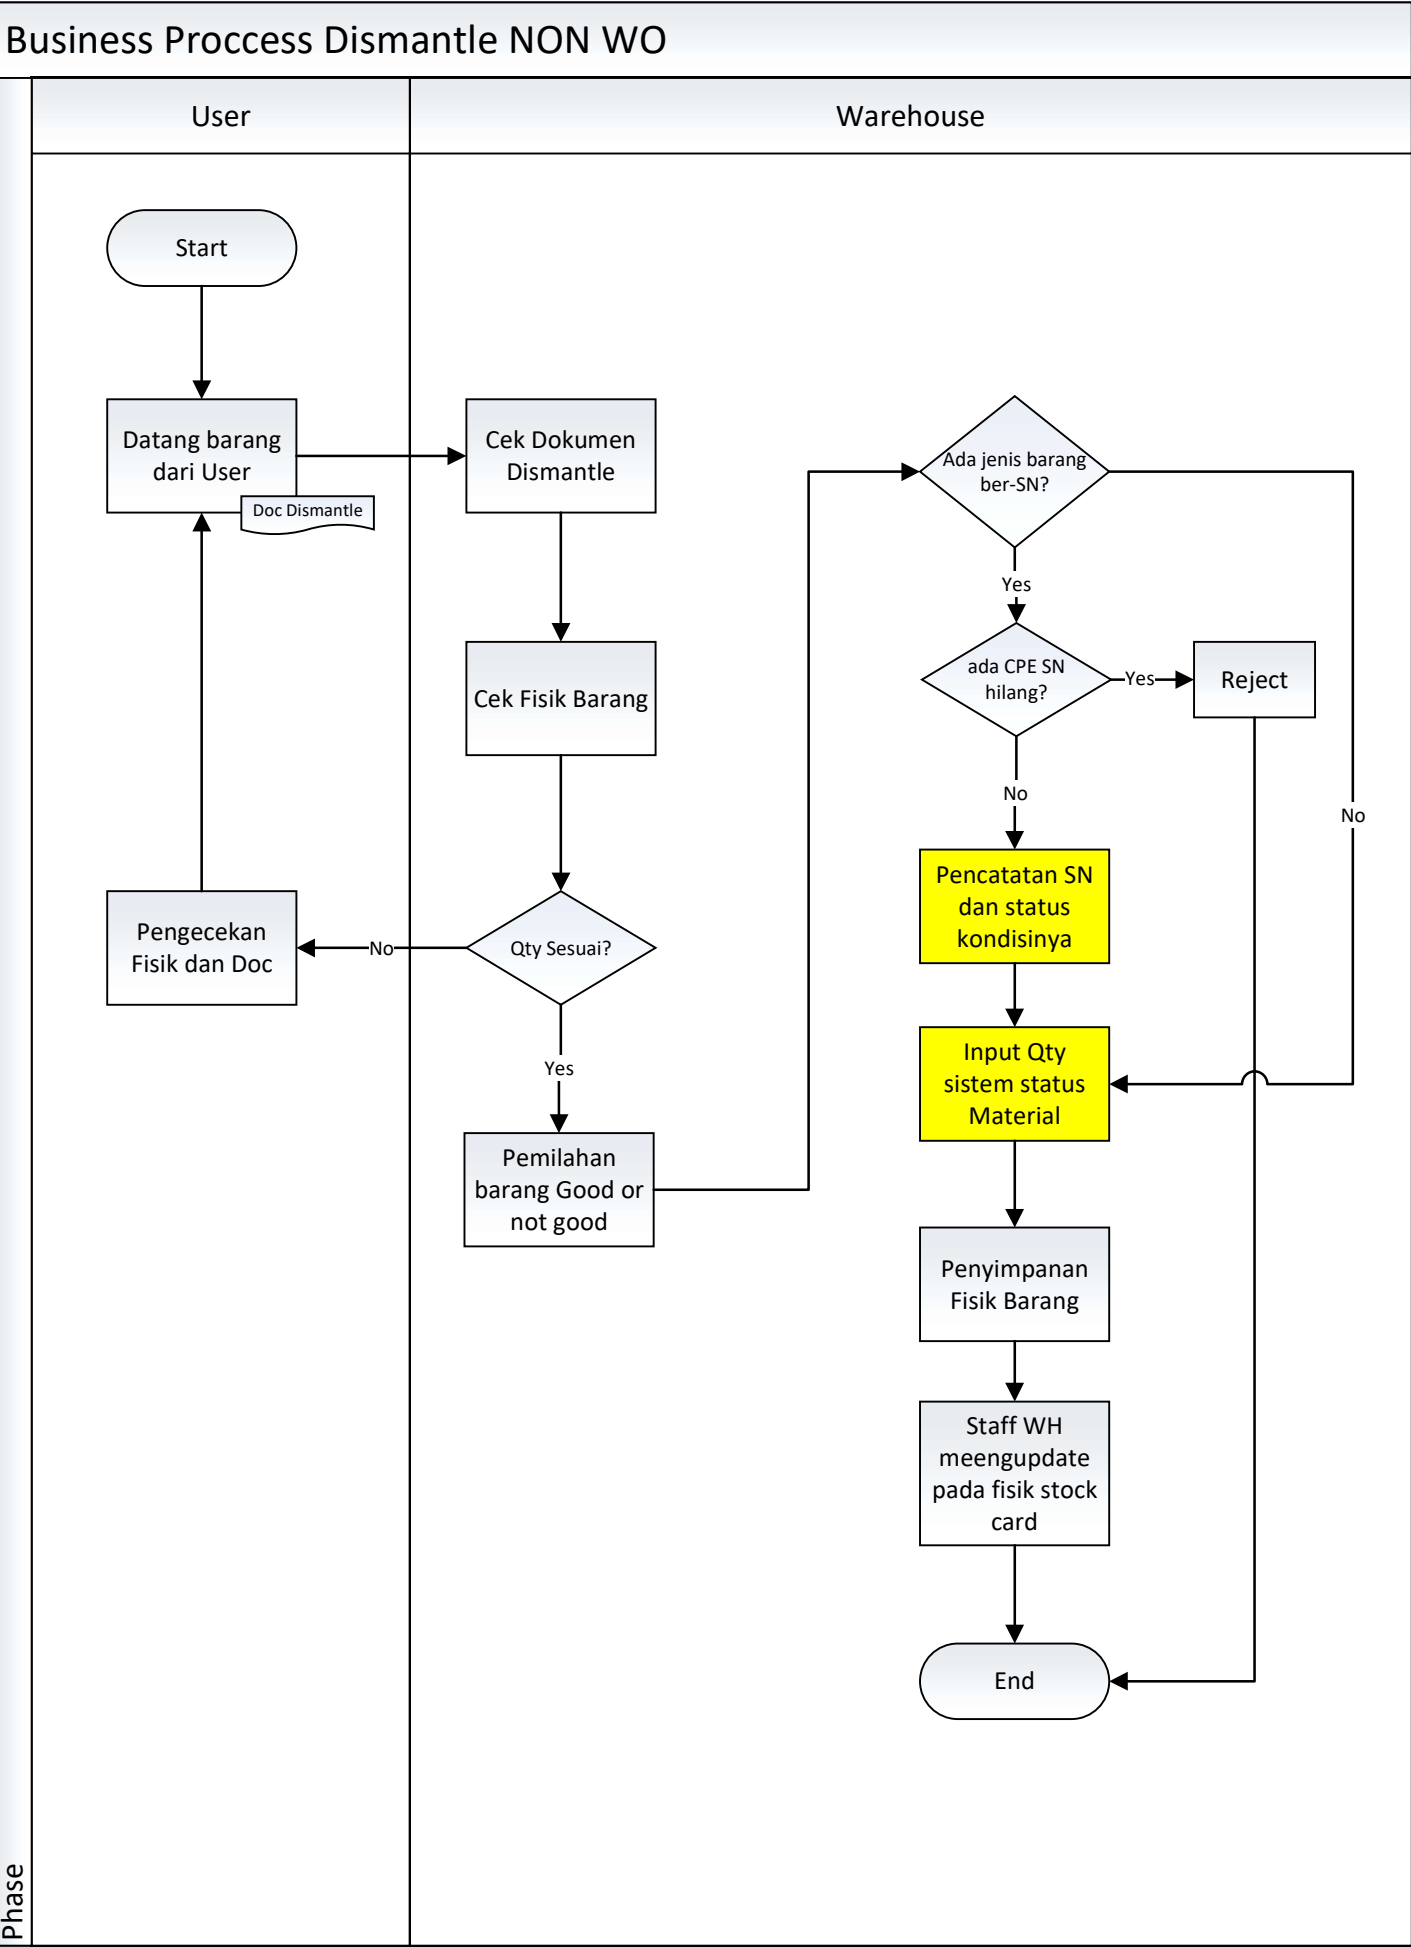 Business Proccess Dismantle NON WO
User
Warehouse
Start
Datang barang
dari User
Doc Dismantle
Cek Dokumen
Dismantle
Cek Fisik Barang
Qty Sesuai?
No
Pengecekan
Fisik dan Doc
Yes
Pemilahan
barang Good or
not good
Ada jenis barang
ber-SN?
Yes
No
ada CPE SN
hilang?
Yes
Reject
No
Pencatatan SN
dan status
kondisinya
Input Qty
sistem status
Material
Penyimpanan
Fisik Barang
Staff WH
meengupdate
pada fisik stock
card
End
Phase